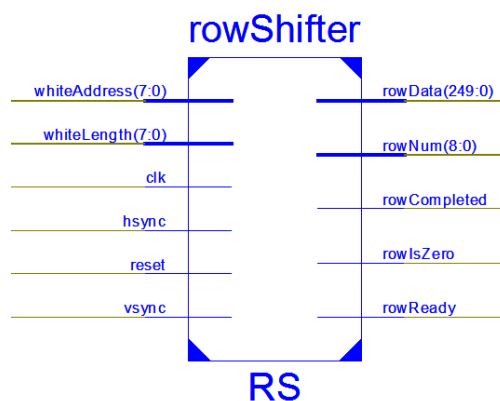 rowShifter
whiteAddress(7:0)
rowData(249:0)
whiteLength(7:0)
rowNum(8:0)
clk
rowCompleted
hsync
rowIsZero
reset
rowReady
vsync
RS